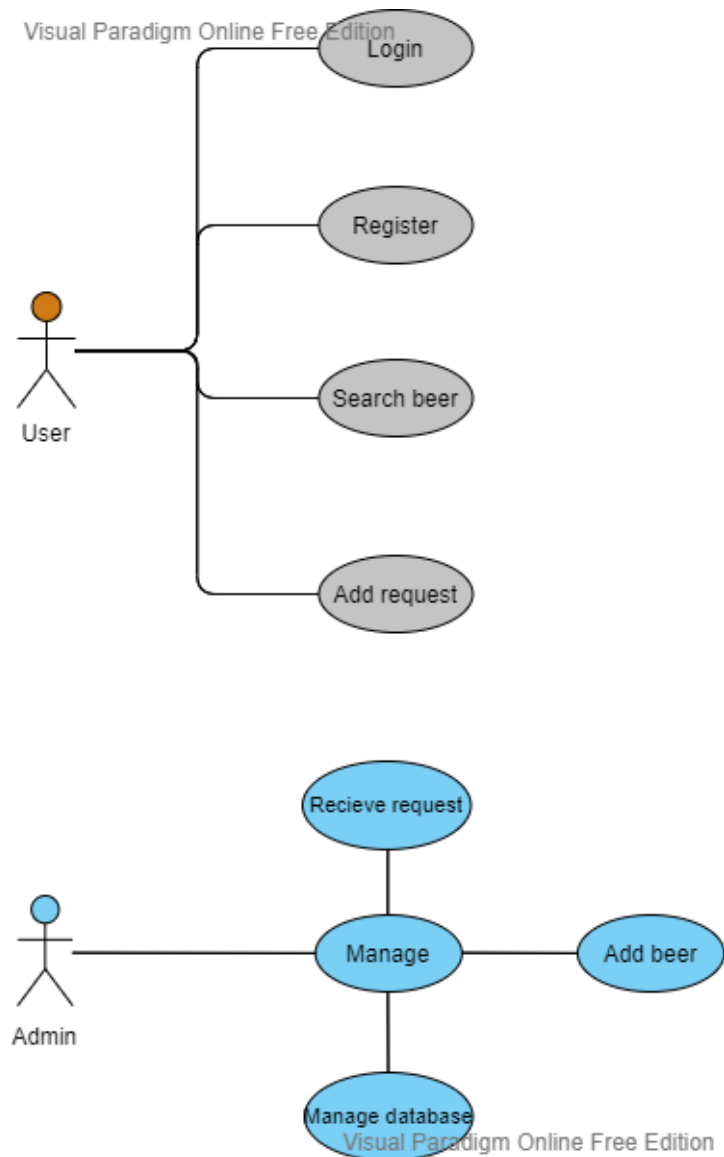 Visual Paradigm Online Free Edition
Login
Register
Search beer
User
Add request
Recieve request
Manage
Add beer
Admin
Manage database
Visual Paradigm Online Free Edition